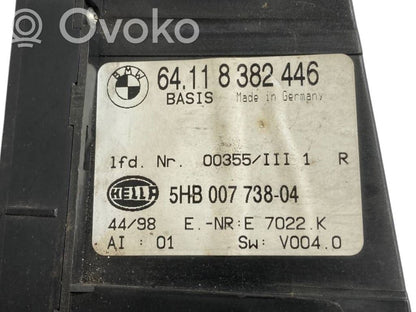 Ovoko
BMW
64.11 8 382 446
BASIS Made in Germany
lfd. Nr. 00355/III 1 R
HELLA 5HB 007 738-04
44/98 E.-NR:E 7022.K
AI : 01 SW: V004.0